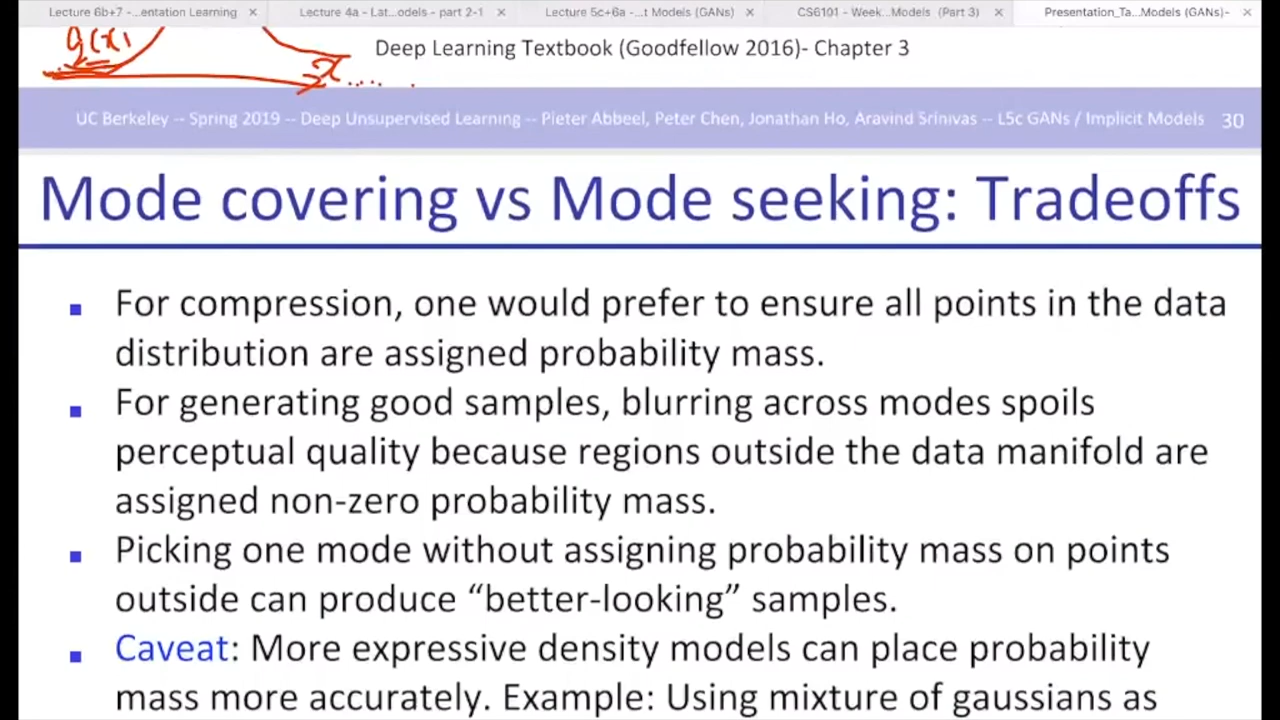 Lecture 6b+7 - ...entation Learning
Lecture 4a - Lat...odels - part 2-1
Lecture 5c+6a -...t Models (GANs)
CS6101 - Week...Models (Part 3)
Presentation_Ta...Models (GANs)-
Deep Learning Textbook (Goodfellow 2016)- Chapter 3
UC Berkeley -- Spring 2019 -- Deep Unsupervised Learning -- Pieter Abbeel, Peter Chen, Jonathan Ho, Aravind Srinivas -- L5c GANs / Implicit Models 30
Mode covering vs Mode seeking: Tradeoffs
For compression, one would prefer to ensure all points in the data
distribution are assigned probability mass.
For generating good samples, blurring across modes spoils
perceptual quality because regions outside the data manifold are
assigned non-zero probability mass.
Picking one mode without assigning probability mass on points
outside can produce “better-looking” samples.
Caveat: More expressive density models can place probability
mass more accurately. Example: Using mixture of gaussians as